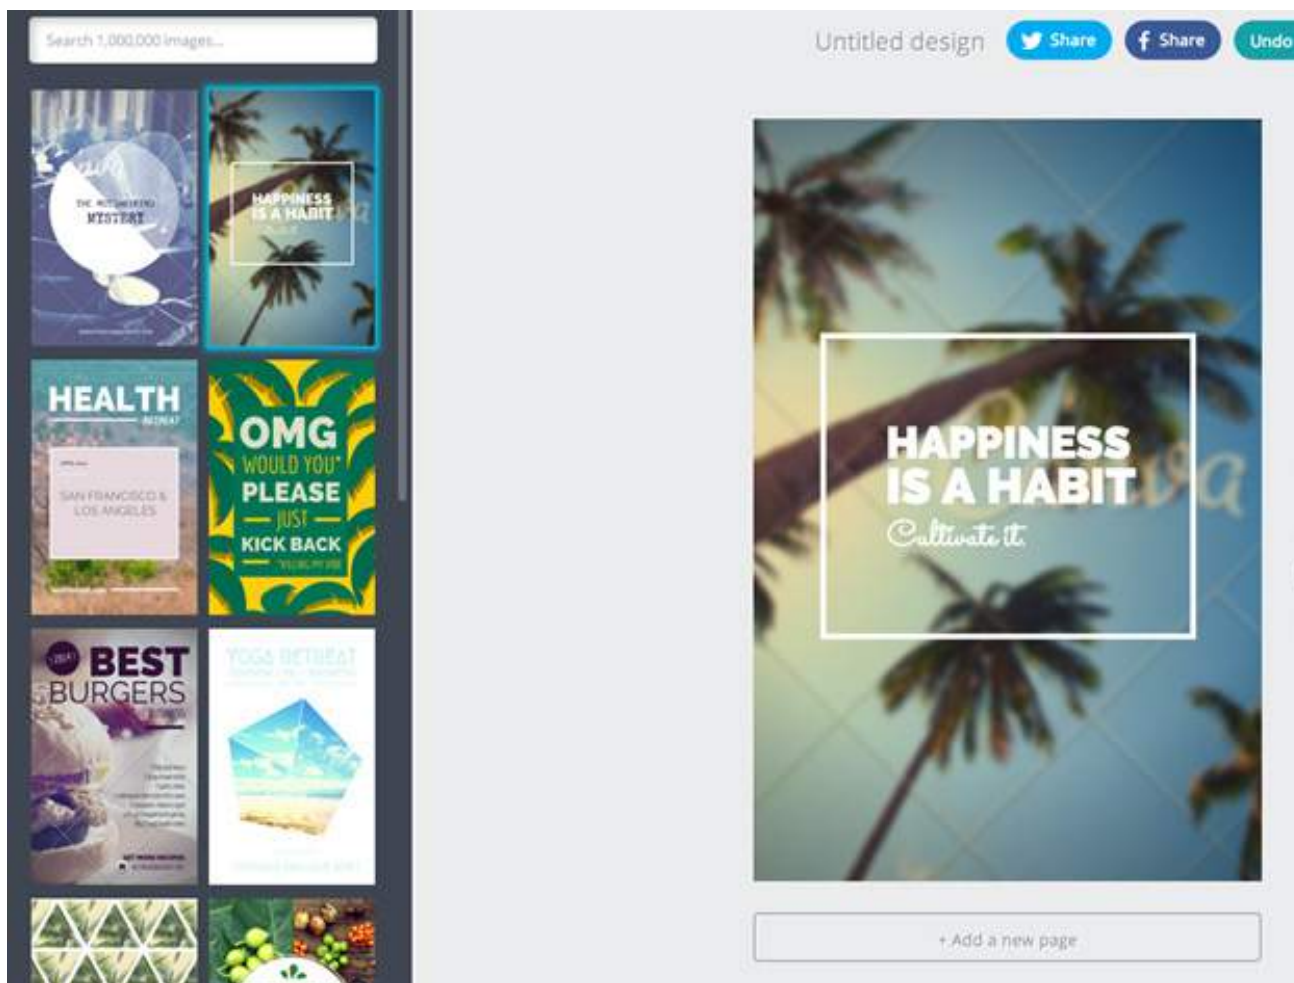 Search 1,000,000 images...
Untitled design
Share
Share
Undo
MYSTERY
HAPPINESS
IS A HABIT
HEALTH
RETREAT
SAN FRANCISCO &
LOS ANGELES
OMG
WOULD YOU*
PLEASE
JUST
KICK BACK
BEST
BURGERS
YOGA RETREAT
HAPPINESS
IS A HABIT
Cultivate it.
Canva
+ Add a new page